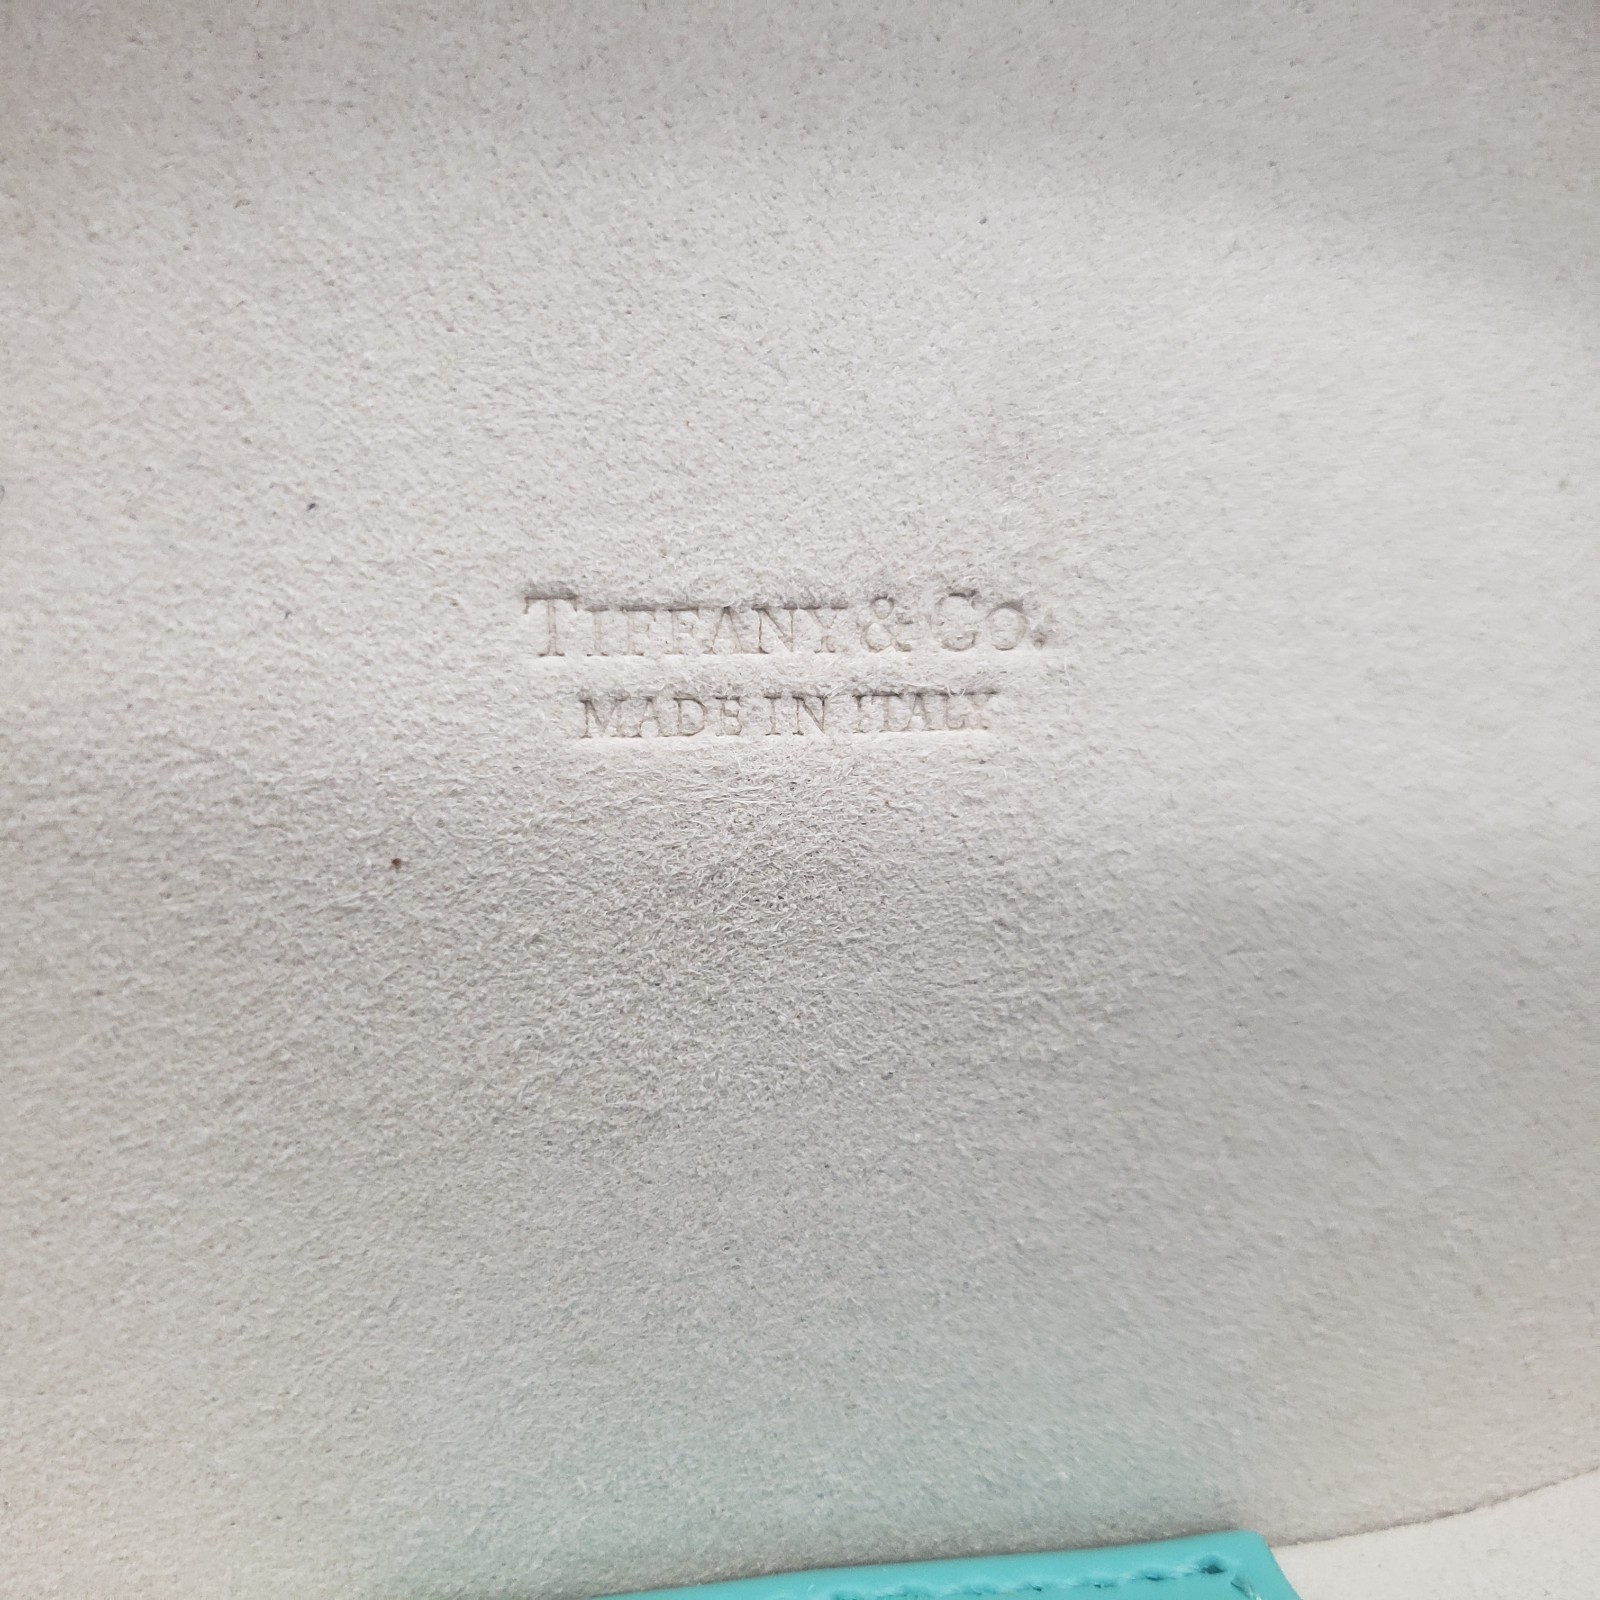 TIFFANY & CO.
MADE IN ITALY